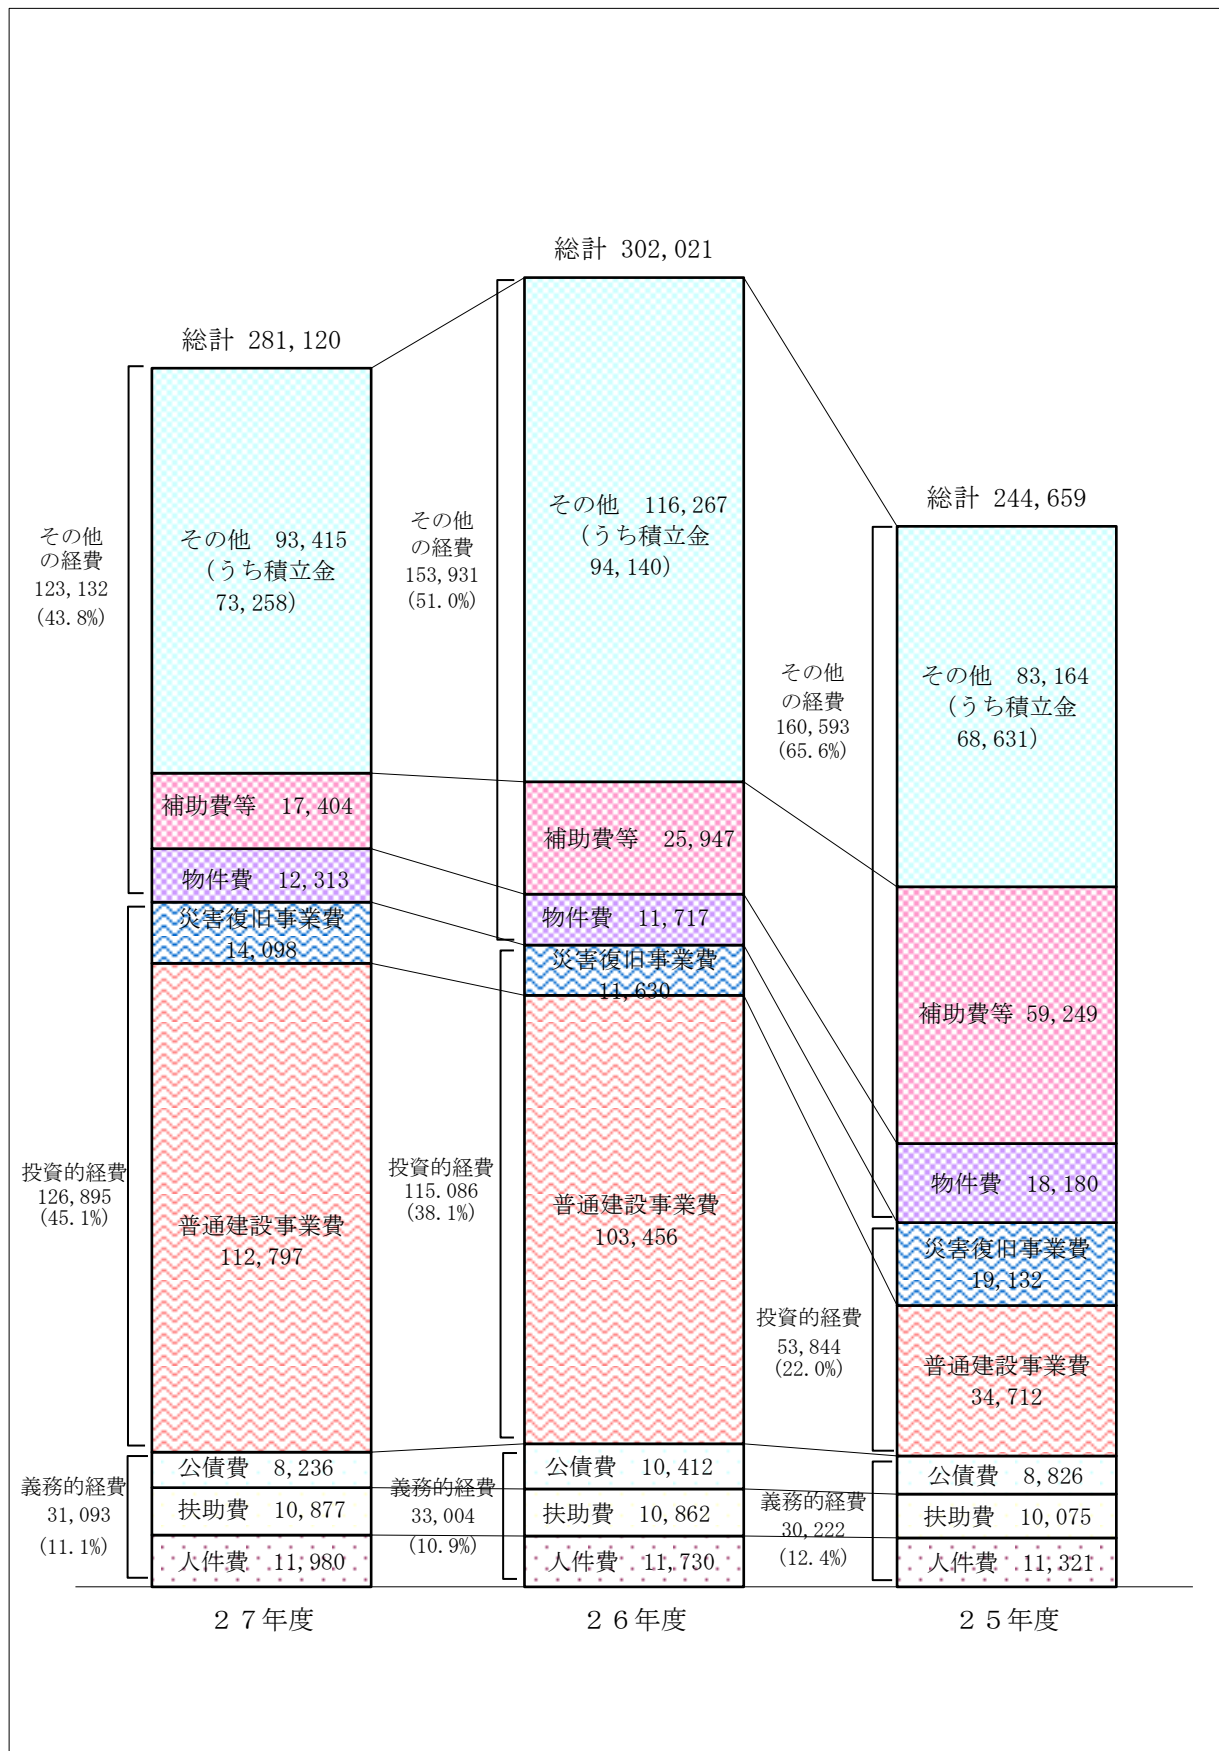 総計 281,120
その他
の経費
123,132
(43.8%)
その他　93,415
（うち積立金
73,258）
補助費等　17,404
物件費　12,313
災害復旧事業費
14,098
投資的経費
126,895
(45.1%)
普通建設事業費
112,797
義務的経費
31,093
(11.1%)
公債費　8,236
扶助費　10,877
人件費　11,980
２７年度
総計 302,021
その他
の経費
153,931
(51.0%)
その他　116,267
（うち積立金
94,140）
補助費等　25,947
物件費　11,717
災害復旧事業費
11,630
投資的経費
115.086
(38.1%)
普通建設事業費
103,456
義務的経費
33,004
(10.9%)
公債費　10,412
扶助費　10,862
人件費　11,730
２６年度
総計 244,659
その他
の経費
160,593
(65.6%)
その他　83,164
（うち積立金
68,631）
補助費等 59,249
物件費　18,180
災害復旧事業費
19,132
投資的経費
53,844
(22.0%)
普通建設事業費
34,712
義務的経費
30,222
(12.4%)
公債費　8,826
扶助費　10,075
人件費　11,321
２５年度